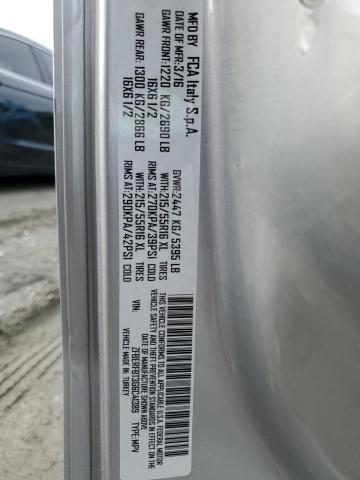 MFD BY FCA Italy S.p.A.
DATE OF MFR:3/16 GVWR:2447 KG/5395 LB
GAWR FRONT:1220 KG/2690 LB WITH:215/55R16 XL TIRES
16X6 1/2 RIMS AT:270KPA/39PSI COLD
GAWR REAR: 1300 KG/2866 LB WITH:215/55R16 XL TIRES
16X6 1/2 RIMS AT:290KPA/42PSI COLD
THIS VEHICLE CONFORMS TO ALL APPLICABLE U.S.A.
FEDERAL MOTOR VEHICLE SAFETY, BUMPER, AND
THEFT PREVENTION STANDARDS IN EFFECT ON THE
DATE OF MANUFACTURE SHOWN ABOVE
MADE IN: TURKEY
VIN: TYPE:MPV